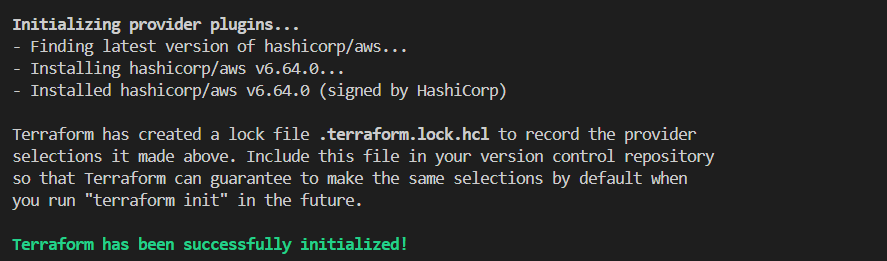 Initializing provider plugins...
- Finding latest version of hashicorp/aws...
- Installing hashicorp/aws v6.64.0...
- Installed hashicorp/aws v6.64.0 (signed by HashiCorp)
Terraform has created a lock file .terraform.lock.hcl to record the provider
selections it made above. Include this file in your version control repository
so that Terraform can guarantee to make the same selections by default when
you run "terraform init" in the future.
Terraform has been successfully initialized!